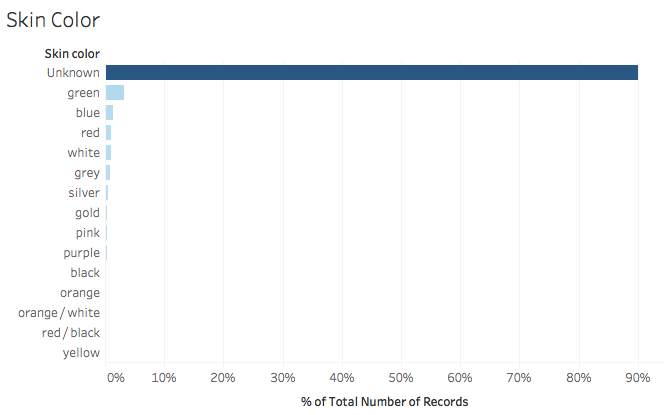 Skin Color
Skin color
Unknown
green
blue
red
white
grey
silver
gold
pink
purple
black
orange
orange/white
red/black
yellow
0% 10% 20% 30% 40% 50% 60% 70% 80% 90%
% of Total Number of Records